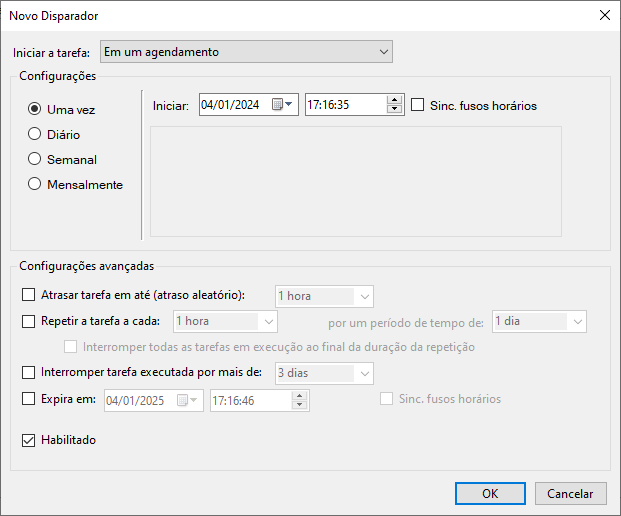 Novo Disparador
Iniciar a tarefa: Em um agendamento
Configurações
Uma vez
Diário
Semanal
Mensalmente
Iniciar: 04/01/2024 17:16:35 Sinc. fusos horários
Configurações avançadas
Atrasar tarefa em até (atraso aleatório): 1 hora
Repetir a tarefa a cada: 1 hora por um período de tempo de: 1 dia
Interromper todas as tarefas em execução ao final da duração da repetição
Interromper tarefa executada por mais de: 3 dias
Expira em: 04/01/2025 17:16:46 Sinc. fusos horários
Habilitado
OK Cancelar